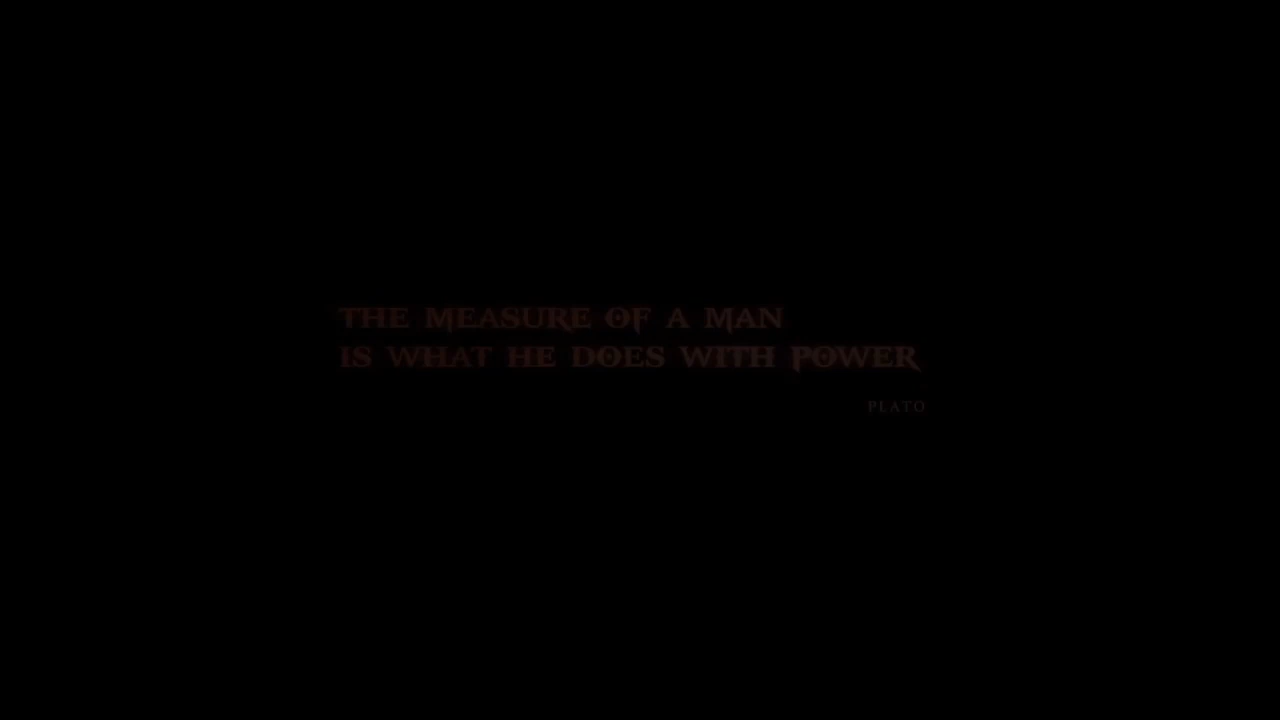 THE MEASURE OF A MAN
IS WHAT HE DOES WITH POWER
PLATO